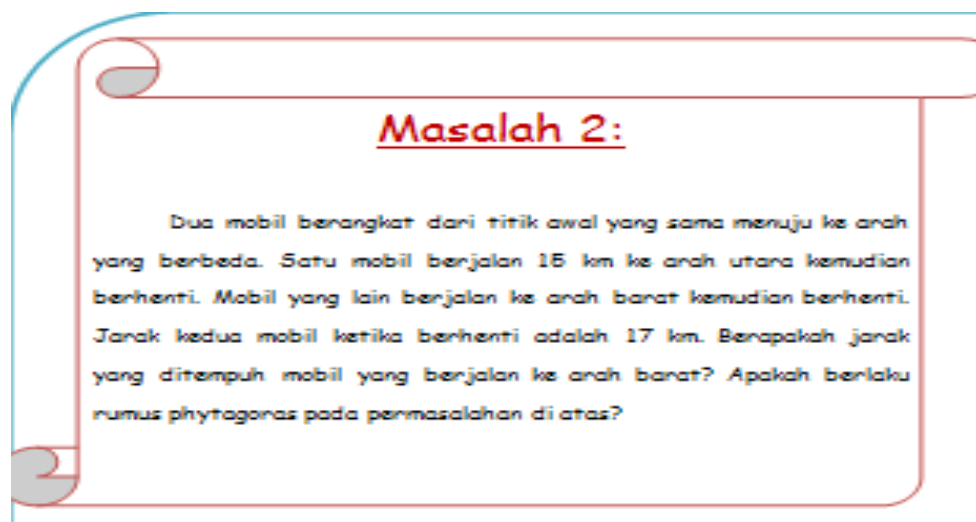 Masalah 2:
Dua mobil berangkat dari titik awal yang sama menuju ke arah
yang berbeda. Satu mobil berjalan 15 km ke arah utara kemudian
berhenti. Mobil yang lain berjalan ke arah barat kemudian berhenti.
Jarak kedua mobil ketika berhenti adalah 17 km. Berapakah jarak
yang ditempuh mobil yang berjalan ke arah barat? Apakah berlaku
rumus phytagoras pada permasalahan di atas?